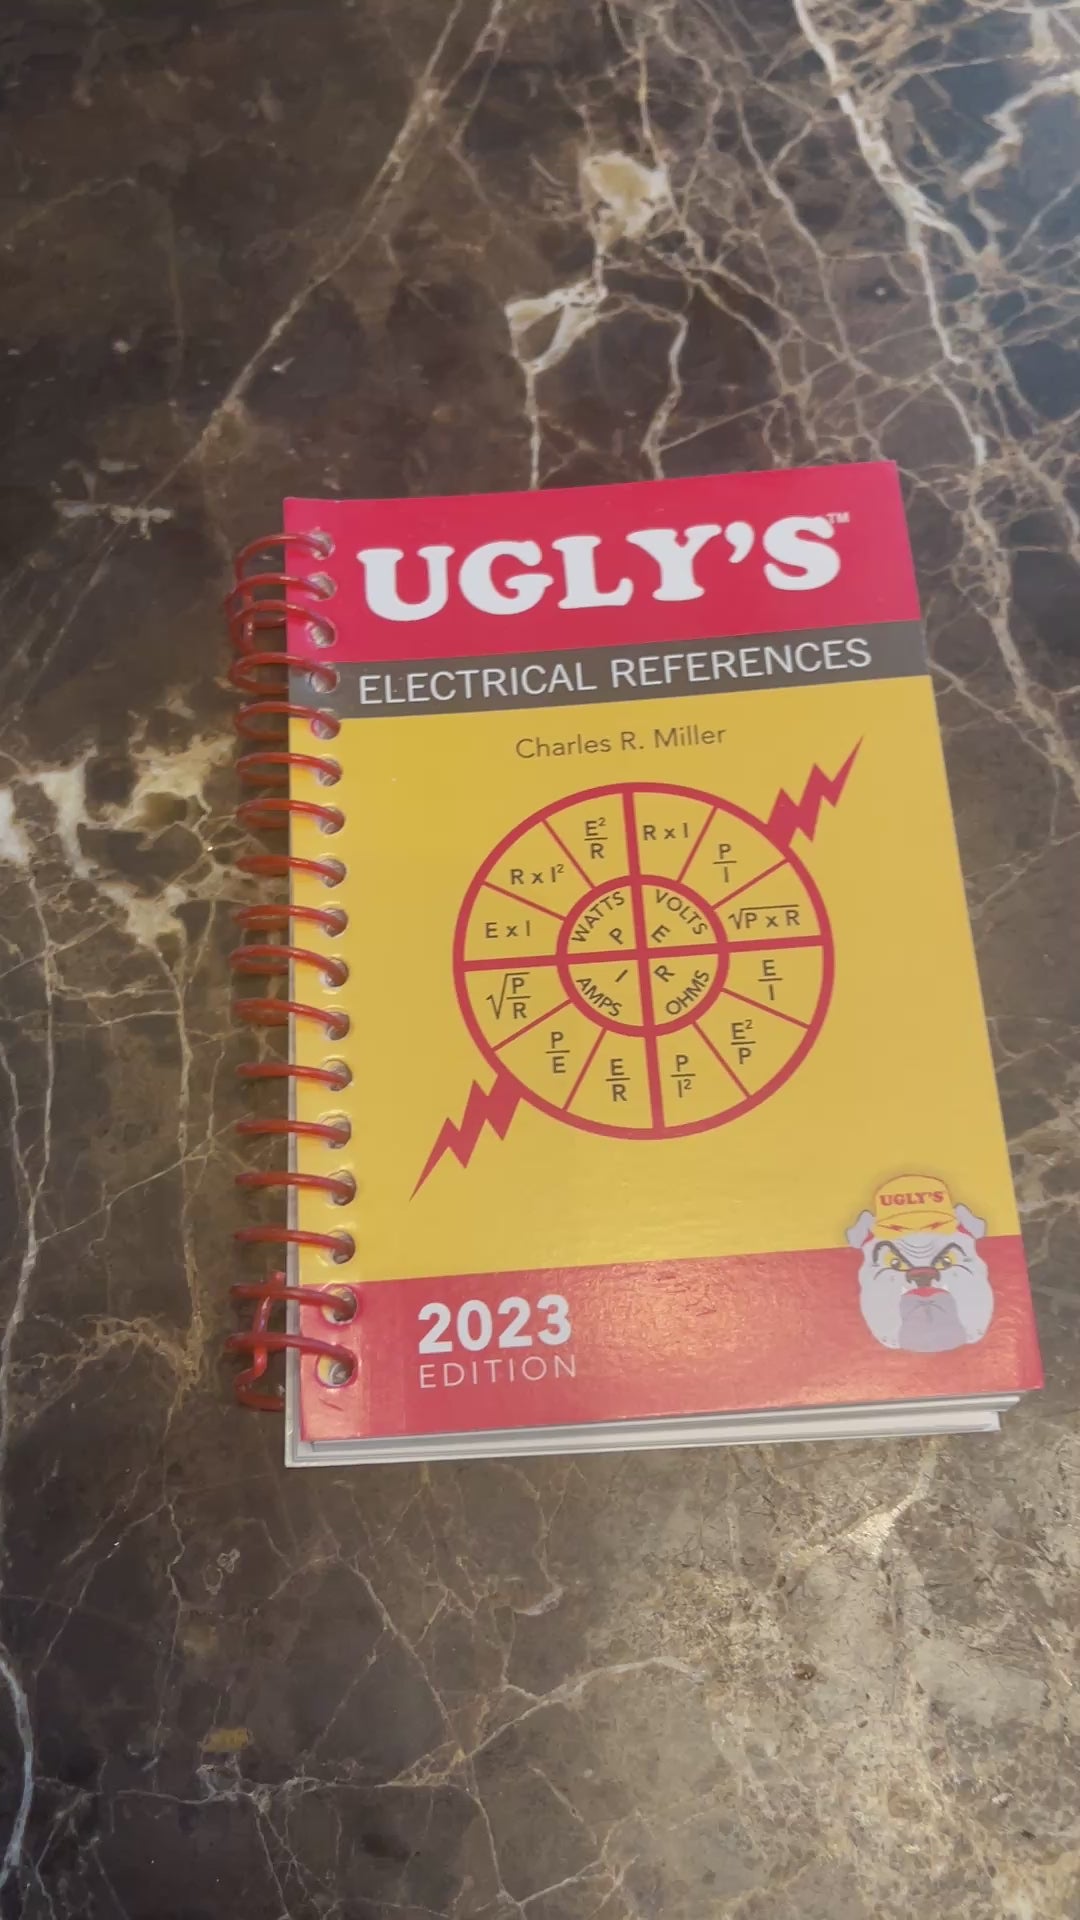 UGLY'S™
ELECTRICAL REFERENCES
Charles R. Miller
E²/R
R x I
R x I²
P/I
E x I
√P x R
WATTS
P
VOLTS
E
AMPS
I
OHMS
R
√P/R
E/I
P/E
E²/P
E/R
P/I²
UGLY'S
2023
EDITION